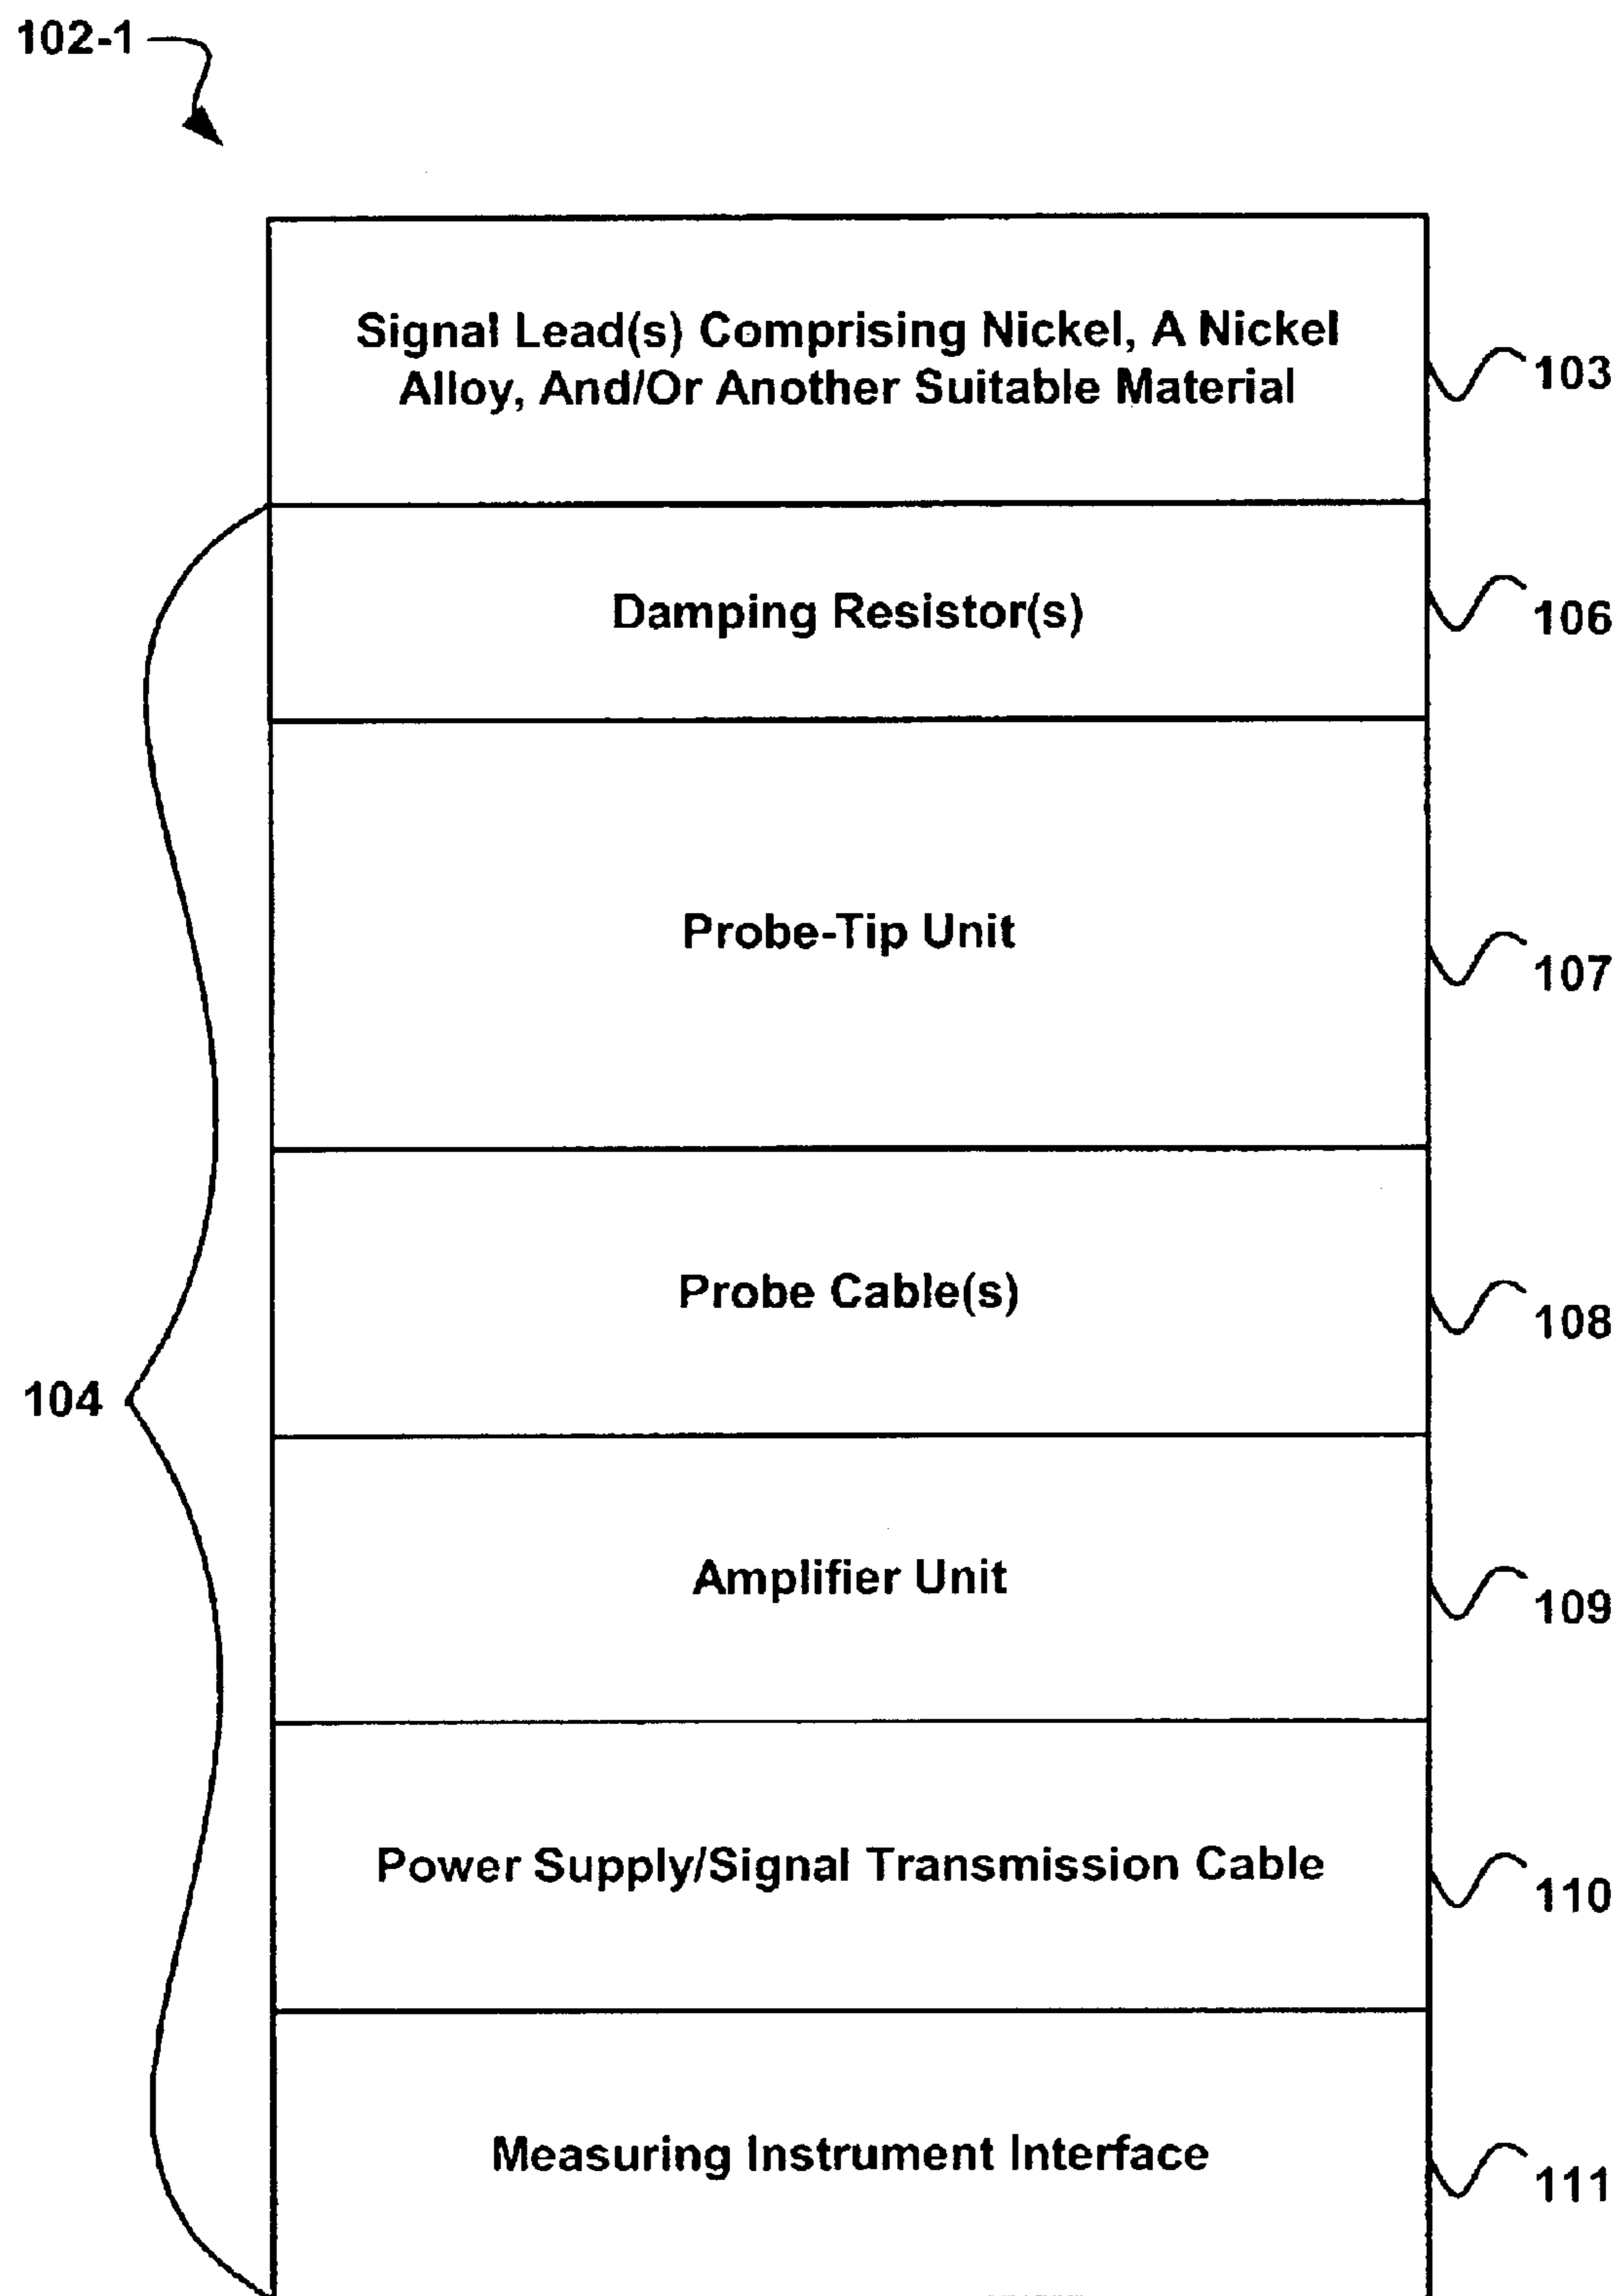 102-1
Signal Lead(s) Comprising Nickel, A Nickel
Alloy, And/Or Another Suitable Material
103
Damping Resistor(s)
106
Probe-Tip Unit
107
Probe Cable(s)
108
104
Amplifier Unit
109
Power Supply/Signal Transmission Cable
110
Measuring Instrument Interface
111